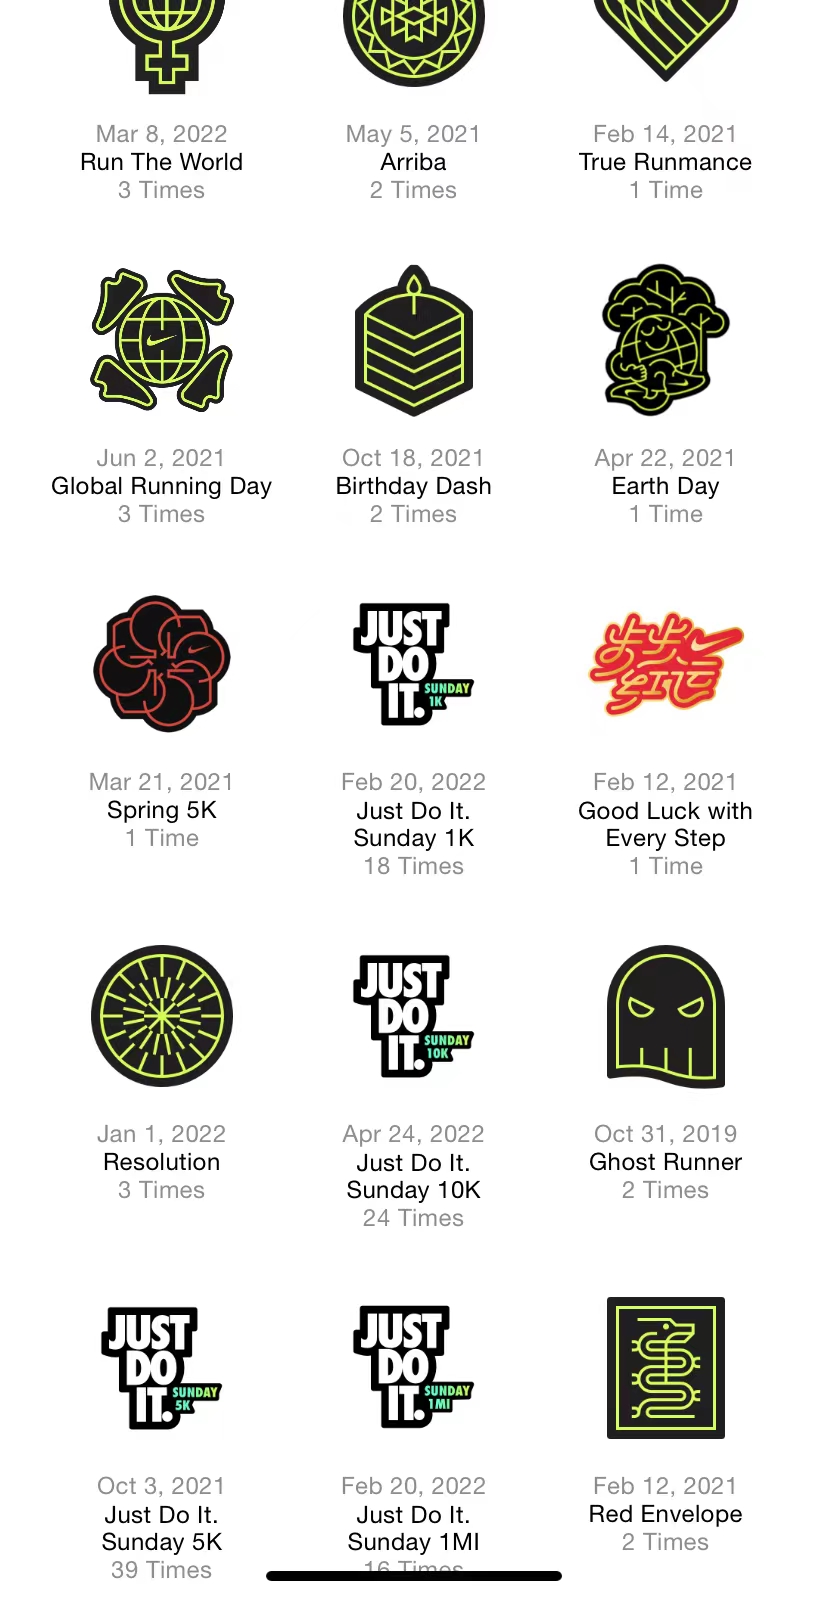 Mar 8, 2022
Run The World
3 Times
May 5, 2021
Arriba
2 Times
Feb 14, 2021
True Runmance
1 Time
Jun 2, 2021
Global Running Day
3 Times
Oct 18, 2021
Birthday Dash
2 Times
Apr 22, 2021
Earth Day
1 Time
Mar 21, 2021
Spring 5K
1 Time
JUST
DO
IT.
SUNDAY
1K
Feb 20, 2022
Just Do It.
Sunday 1K
18 Times
Feb 12, 2021
Good Luck with
Every Step
1 Time
Jan 1, 2022
Resolution
3 Times
JUST
DO
IT.
SUNDAY
10K
Apr 24, 2022
Just Do It.
Sunday 10K
24 Times
Oct 31, 2019
Ghost Runner
2 Times
JUST
DO
IT.
SUNDAY
5K
Oct 3, 2021
Just Do It.
Sunday 5K
39 Times
JUST
DO
IT.
SUNDAY
1MI
Feb 20, 2022
Just Do It.
Sunday 1MI
16 Times
Feb 12, 2021
Red Envelope
2 Times